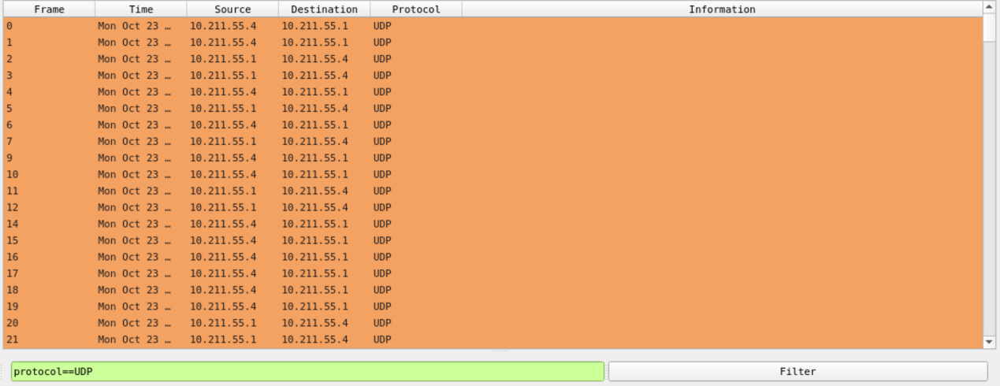 Frame Time Source Destination Protocol Information
0 Mon Oct 23 … 10.211.55.4 10.211.55.1 UDP
1 Mon Oct 23 … 10.211.55.4 10.211.55.1 UDP
2 Mon Oct 23 … 10.211.55.1 10.211.55.4 UDP
3 Mon Oct 23 … 10.211.55.1 10.211.55.4 UDP
4 Mon Oct 23 … 10.211.55.4 10.211.55.1 UDP
5 Mon Oct 23 … 10.211.55.1 10.211.55.4 UDP
6 Mon Oct 23 … 10.211.55.4 10.211.55.1 UDP
7 Mon Oct 23 … 10.211.55.1 10.211.55.4 UDP
9 Mon Oct 23 … 10.211.55.4 10.211.55.1 UDP
10 Mon Oct 23 … 10.211.55.4 10.211.55.1 UDP
11 Mon Oct 23 … 10.211.55.1 10.211.55.4 UDP
12 Mon Oct 23 … 10.211.55.1 10.211.55.4 UDP
14 Mon Oct 23 … 10.211.55.4 10.211.55.1 UDP
15 Mon Oct 23 … 10.211.55.4 10.211.55.1 UDP
16 Mon Oct 23 … 10.211.55.4 10.211.55.1 UDP
17 Mon Oct 23 … 10.211.55.4 10.211.55.1 UDP
18 Mon Oct 23 … 10.211.55.4 10.211.55.1 UDP
19 Mon Oct 23 … 10.211.55.4 10.211.55.1 UDP
20 Mon Oct 23 … 10.211.55.1 10.211.55.4 UDP
21 Mon Oct 23 … 10.211.55.1 10.211.55.4 UDP
protocol==UDP Filter